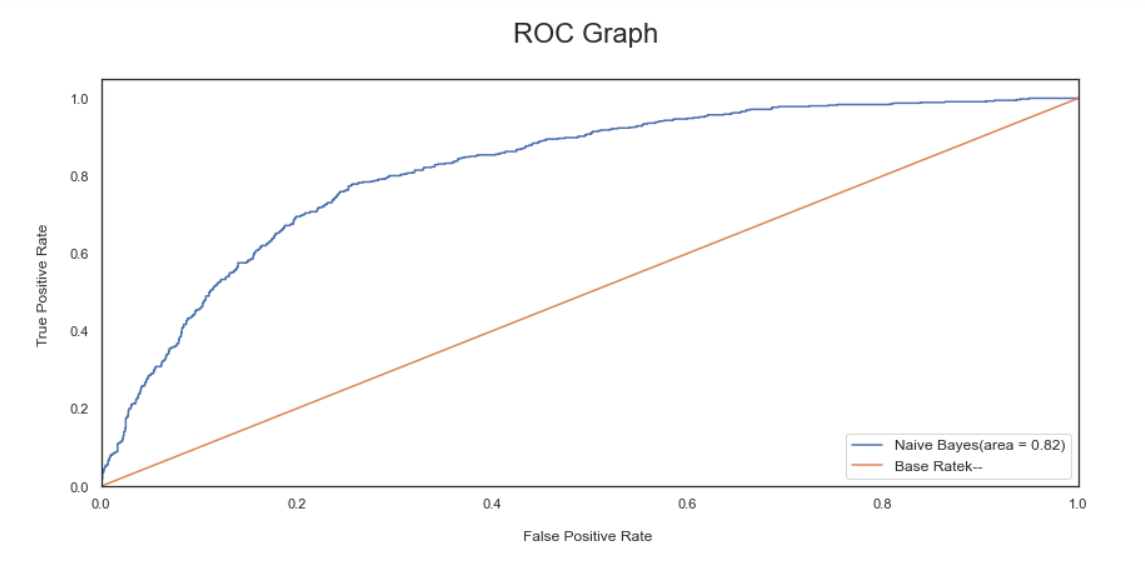 ROC Graph
True Positive Rate
1.0
0.8
0.6
0.4
0.2
0.0
Naive Bayes(area = 0.82)
Base Ratek--
0.0 0.2 0.4 0.6 0.8 1.0
False Positive Rate